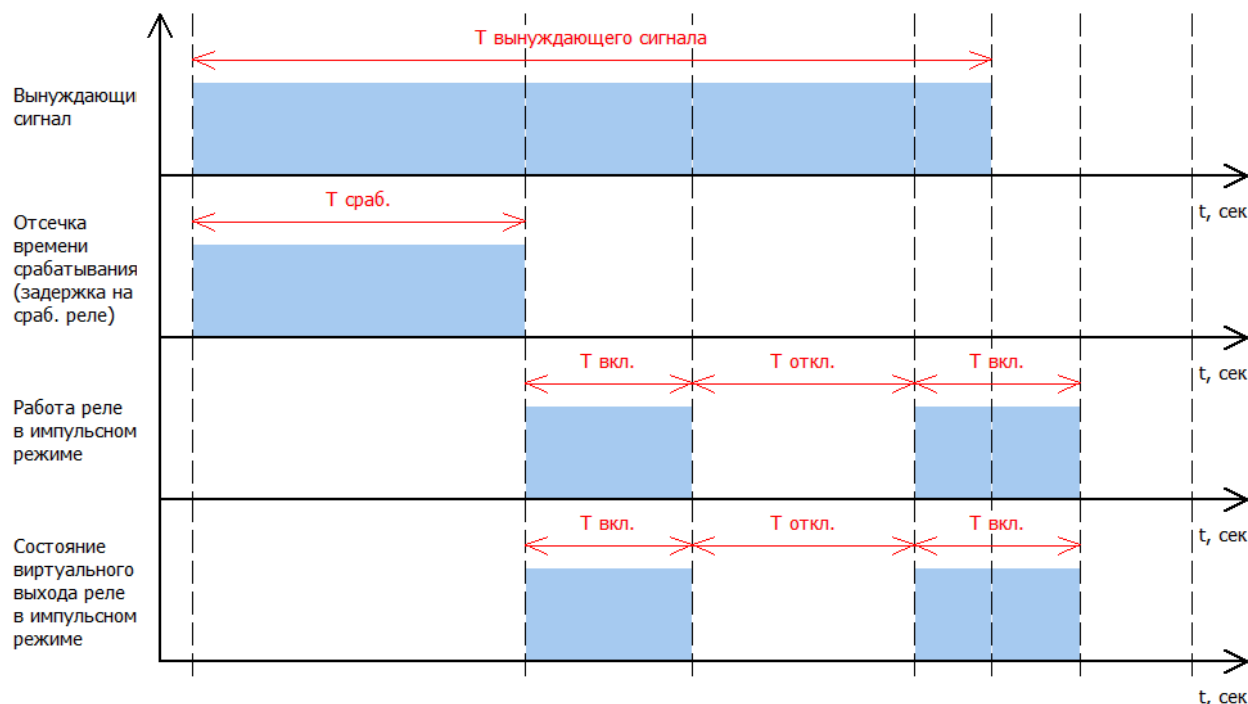 Т вынуждающего сигнала
Вынуждающи
сигнал
t, сек
Т сраб.
Отсечка
времени
срабатывания
(задержка на
сраб. реле)
t, сек
Т вкл.
Т откл.
Т вкл.
Работа реле
в импульсном
режиме
t, сек
Т вкл.
Т откл.
Т вкл.
Состояние
виртуального
выхода реле
в импульсном
режиме
t, сек